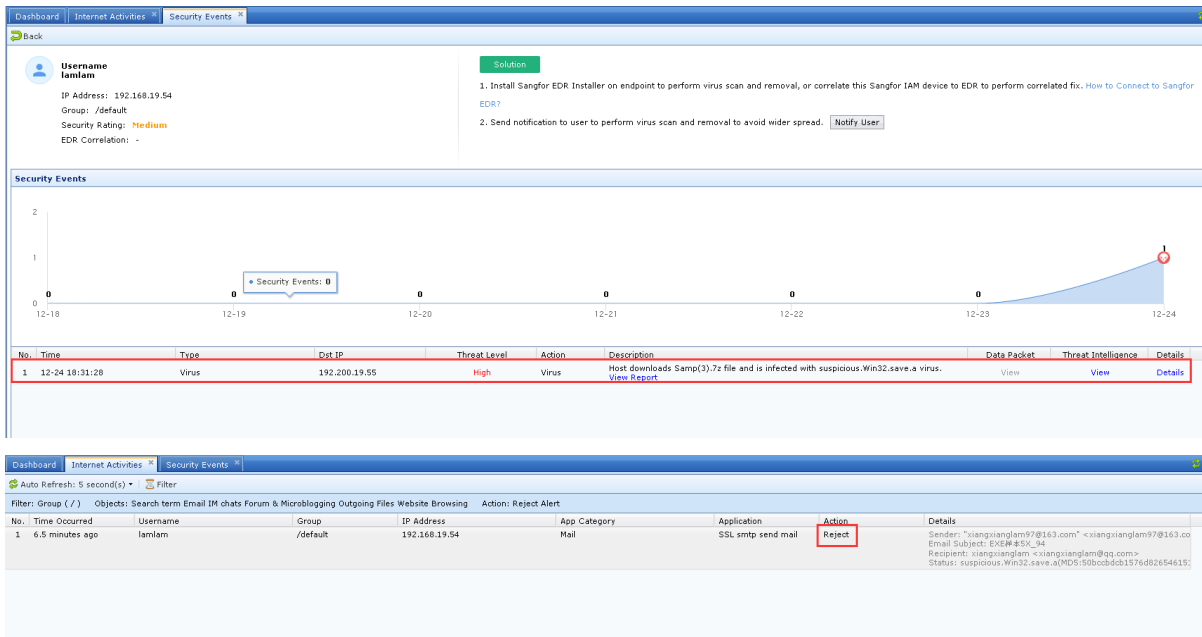 Dashboard Internet Activities Security Events
Back
Username
lamlam
IP Address: 192.168.19.54
Group: /default
Security Rating: Medium
EDR Correlation: -
Solution
1. Install Sangfor EDR Installer on endpoint to perform virus scan and removal, or correlate this Sangfor IAM device to EDR to perform correlated fix. How to Connect to Sangfor
EDR?
2. Send notification to user to perform virus scan and removal to avoid wider spread. Notify User
Security Events
2
1
0
1
0 0 0 0 0 0
• Security Events: 0
12-18 12-19 12-20 12-21 12-22 12-23 12-24
No. Time Type Dst IP Threat Level Action Description Data Packet Threat Intelligence Details
1 12-24 18:31:28 Virus 192.200.19.55 High Virus Host downloads Samp(3).7z file and is infected with suspicious.Win32.save.a virus. View View Details
View Report
Dashboard Internet Activities Security Events
Auto Refresh: 5 second(s) Filter
Filter: Group ( / ) Objects: Search term Email IM chats Forum & Microblogging Outgoing Files Website Browsing Action: Reject Alert
No. Time Occurred Username Group IP Address App Category Application Action Details
1 6.5 minutes ago lamlam /default 192.168.19.54 Mail SSL smtp send mail Reject Sender: "xiangxianglam97@163.com" <xiangxianglam97@163.co
Email Subject: EXE样本5X_94
Recipient: xiangxianglam <xiangxianglam@qq.com>
Status: suspicious.Win32.save.a(MD5:50bccbdcb1576d82654615